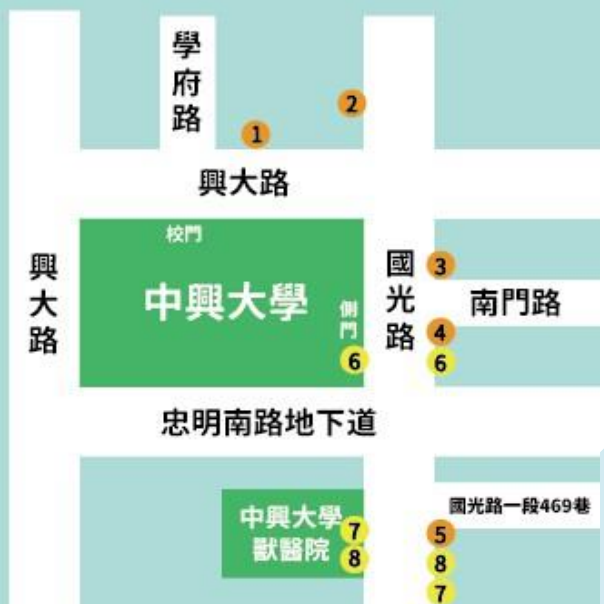 學府路
2
1
興大路
校門
興大路
國光路
3
中興大學
側門
南門路
4
6
6
忠明南路地下道
國光路一段469巷
中興大學
獸醫院
7
8
5
8
7